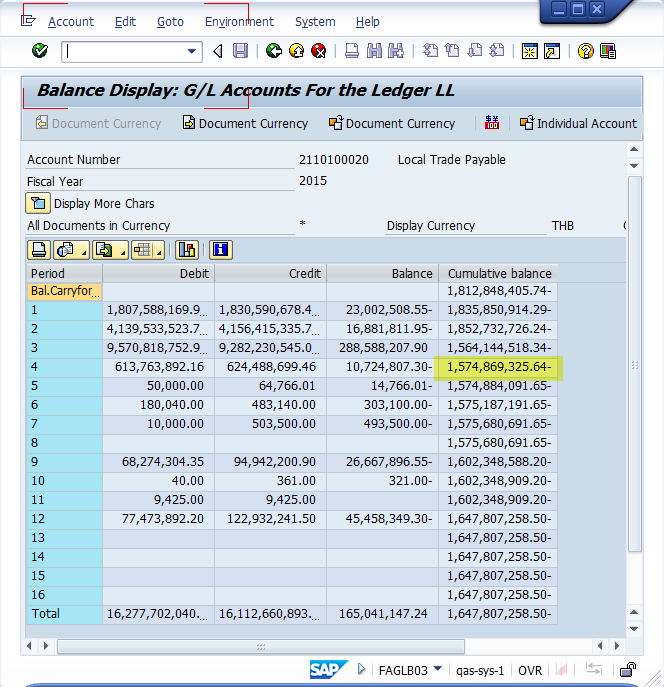 Account Edit Goto Environment System Help
Balance Display: G/L Accounts For the Ledger LL
Document Currency Document Currency Document Currency Individual Account
Account Number 2110100020 Local Trade Payable
Fiscal Year 2015
Display More Chars
All Documents in Currency * Display Currency THB
Period Debit Credit Balance Cumulative balance
Bal.Carryfor... 1,812,848,405.74-
1 1,807,588,169.9... 1,830,590,678.4... 23,002,508.55- 1,835,850,914.29-
2 4,139,533,523.7... 4,156,415,335.7... 16,881,811.95- 1,852,732,726.24-
3 9,570,818,752.9... 9,282,230,545.0... 288,588,207.90 1,564,144,518.34-
4 613,763,892.16 624,488,699.46 10,724,807.30- 1,574,869,325.64-
5 50,000.00 64,766.01 14,766.01- 1,574,884,091.65-
6 180,040.00 483,140.00 303,100.00- 1,575,187,191.65-
7 10,000.00 503,500.00 493,500.00- 1,575,680,691.65-
8 1,575,680,691.65-
9 68,274,304.35 94,942,200.90 26,667,896.55- 1,602,348,588.20-
10 40.00 361.00 321.00- 1,602,348,909.20-
11 9,425.00 9,425.00 1,602,348,909.20-
12 77,473,892.20 122,932,241.50 45,458,349.30- 1,647,807,258.50-
13 1,647,807,258.50-
14 1,647,807,258.50-
15 1,647,807,258.50-
16 1,647,807,258.50-
Total 16,277,702,040.... 16,112,660,893.... 165,041,147.24 1,647,807,258.50-
SAP FAGLB03 qas-sys-1 OVR